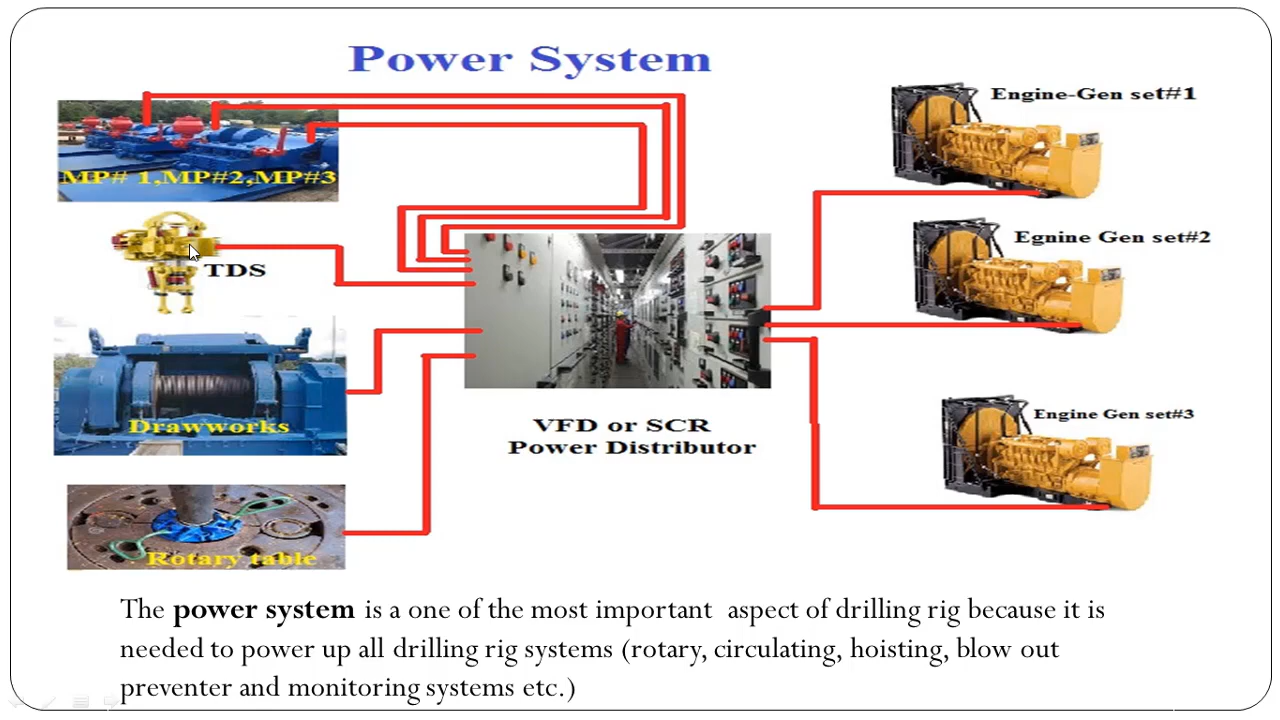 Power System
Engine-Gen set#1
MP# 1,MP#2,MP#3
Egnine Gen set#2
TDS
Drawworks
Engine Gen set#3
VFD or SCR
Power Distributor
Rotary table
The power system is a one of the most important aspect of drilling rig because it is
needed to power up all drilling rig systems (rotary, circulating, hoisting, blow out
preventer and monitoring systems etc.)